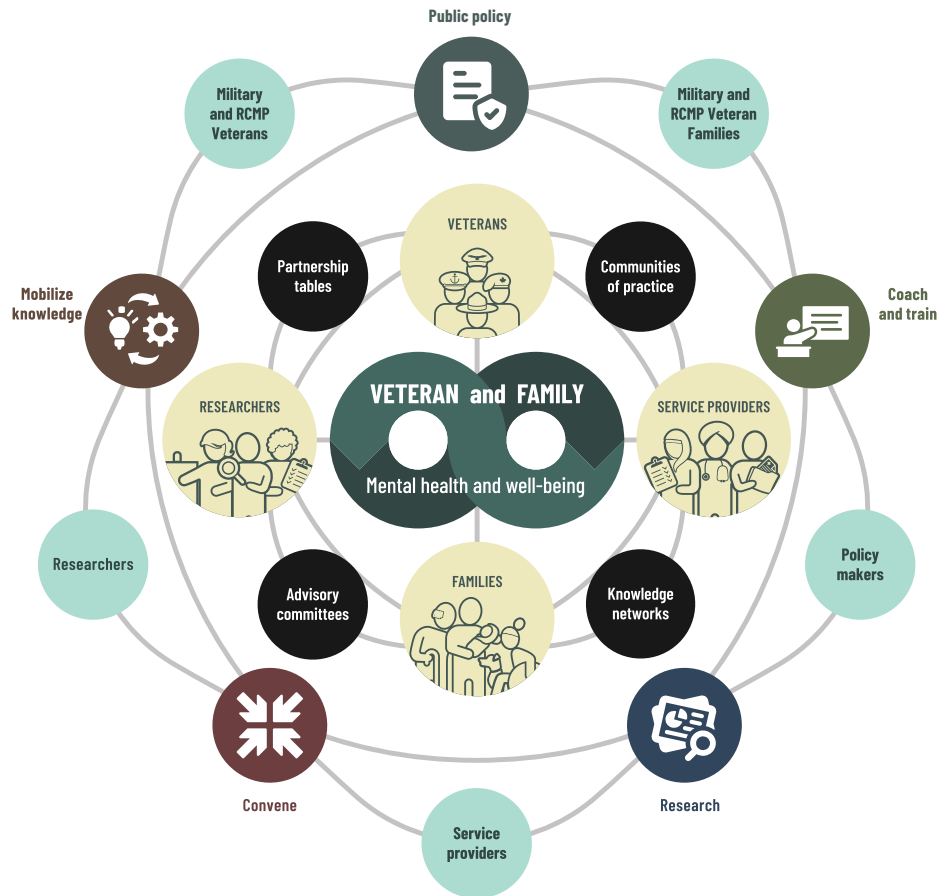 Public policy
Military
and RCMP
Veterans
Military and
RCMP Veteran
Families
VETERANS
Partnership
tables
Communities
of practice
Mobilize
knowledge
Coach
and train
RESEARCHERS
VETERAN and FAMILY
SERVICE PROVIDERS
Mental health and well-being
Researchers
Policy
makers
Advisory
committees
FAMILIES
Knowledge
networks
Convene
Research
Service
providers